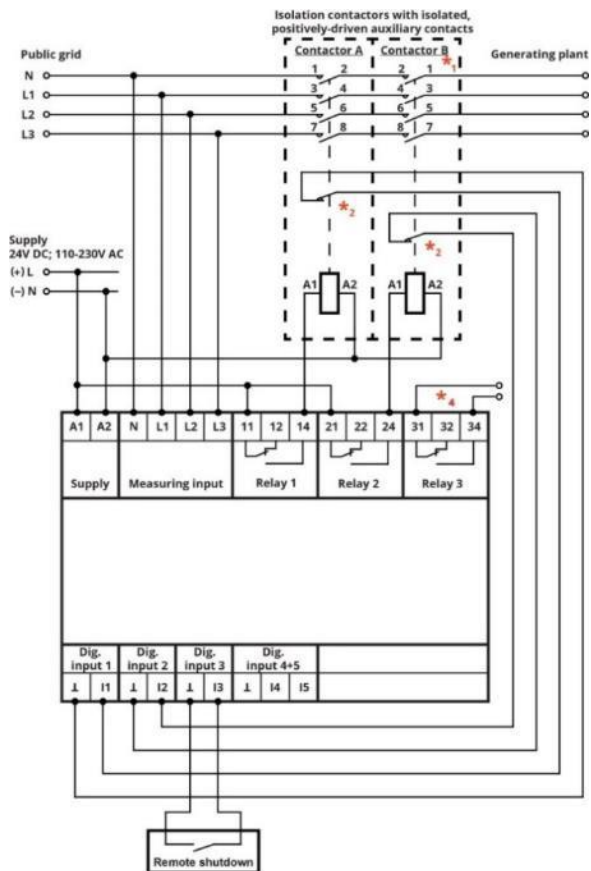 Isolation contactors with isolated,
positively-driven auxiliary contacts
Public grid
Contactor A
Contactor B
*1
Generating plant
N
1 2 2 1
L1
3 4 4 3
L2
5 6 6 5
L3
7 8 8 7
*2
*2
Supply
24V DC; 110-230V AC
(+) L
(−) N
A1 A2 A1 A2
*4
A1 A2 N L1 L2 L3 11 12 14 21 22 24 31 32 34
Supply Measuring input Relay 1 Relay 2 Relay 3
Dig. input 1
Dig. input 2
Dig. input 3
Dig. input 4+5
⊥ I1 ⊥ I2 ⊥ I3 ⊥ I4 I5
Remote shutdown